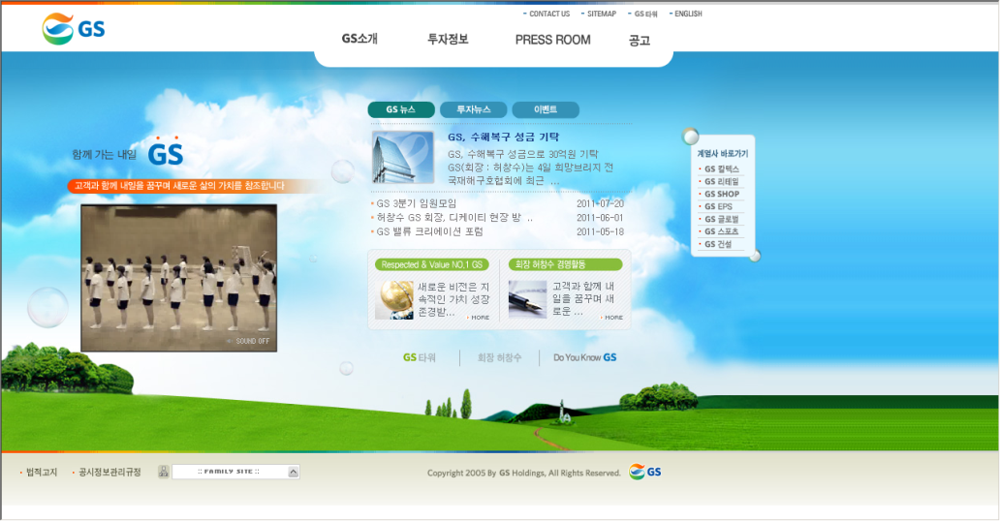 GS
CONTACT US
SITEMAP
GS타워
ENGLISH
GS소개
투자정보
PRESS ROOM
공고
함께 가는 내일 GS
고객과 함께 내일을 꿈꾸며 새로운 삶의 가치를 창조합니다
SOUND OFF
GS 뉴스
투자뉴스
이벤트
GS, 수해복구 성금 기탁
GS, 수해복구 성금으로 30억원 기탁
GS(회장 : 허창수)는 4일 희망브리지 전
국재해구호협회에 최근 ...
GS 3분기 임원모임 2011-07-20
허창수 GS 회장, 디케이티 현장 방 .. 2011-06-01
GS 밸류 크리에이션 포럼 2011-05-18
Respected & Value NO.1 GS
새로운 비전은 지
속적인 가치 성장
존경받...
MORE
회장 허창수 경영활동
고객과 함께 내
일을 꿈꾸며 새
로운 ...
MORE
GS 타워
회장 허창수
Do You Know GS
계열사 바로가기
GS 칼텍스
GS 리테일
GS SHOP
GS EPS
GS 글로벌
GS 스포츠
GS 건설
법적고지
공시정보관리규정
:: FAMILY SITE ::
Copyright 2005 By GS Holdings, All Rights Reserved.
GS